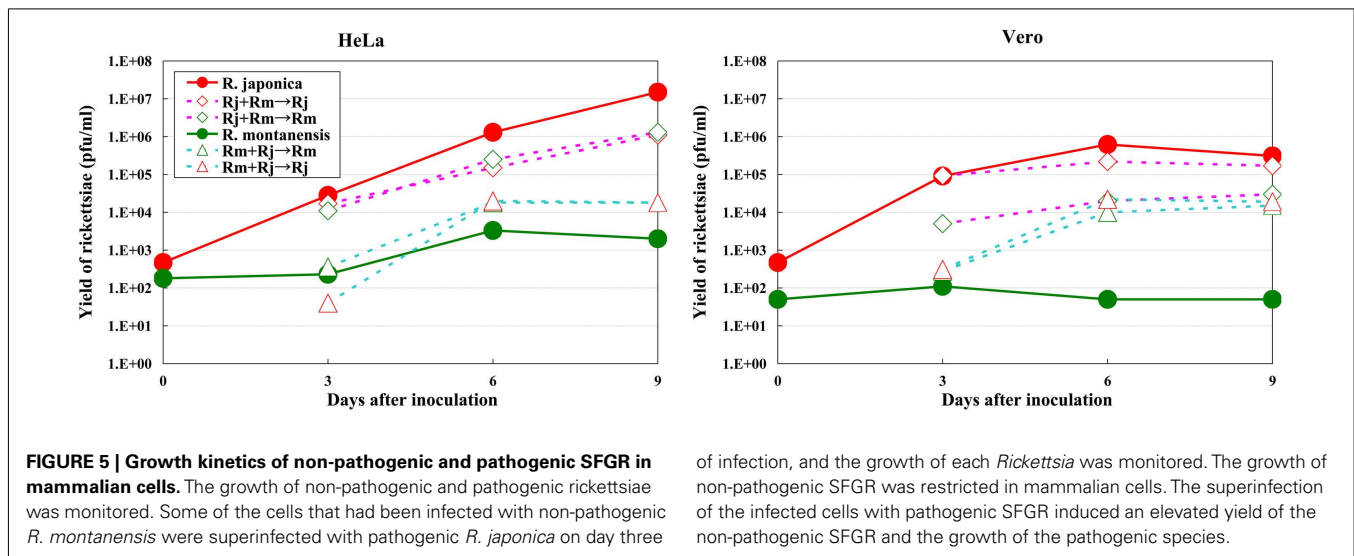 HeLa
1.E+08
1.E+07
1.E+06
1.E+05
1.E+04
1.E+03
1.E+02
1.E+01
1.E+00
Yield of rickettsiae (pfu/ml)
R. japonica
Rj+Rm→Rj
Rj+Rm→Rm
R. montanensis
Rm+Rj→Rm
Rm+Rj→Rj
0
3
6
9
Days after inoculation
Vero
1.E+08
1.E+07
1.E+06
1.E+05
1.E+04
1.E+03
1.E+02
1.E+01
1.E+00
Yield of rickettsiae (pfu/ml)
0
3
6
9
Days after inoculation
FIGURE 5 | Growth kinetics of non-pathogenic and pathogenic SFGR in
mammalian cells. The growth of non-pathogenic and pathogenic rickettsiae
was monitored. Some of the cells that had been infected with non-pathogenic
R. montanensis were superinfected with pathogenic R. japonica on day three
of infection, and the growth of each Rickettsia was monitored. The growth of
non-pathogenic SFGR was restricted in mammalian cells. The superinfection
of the infected cells with pathogenic SFGR induced an elevated yield of the
non-pathogenic SFGR and the growth of the pathogenic species.